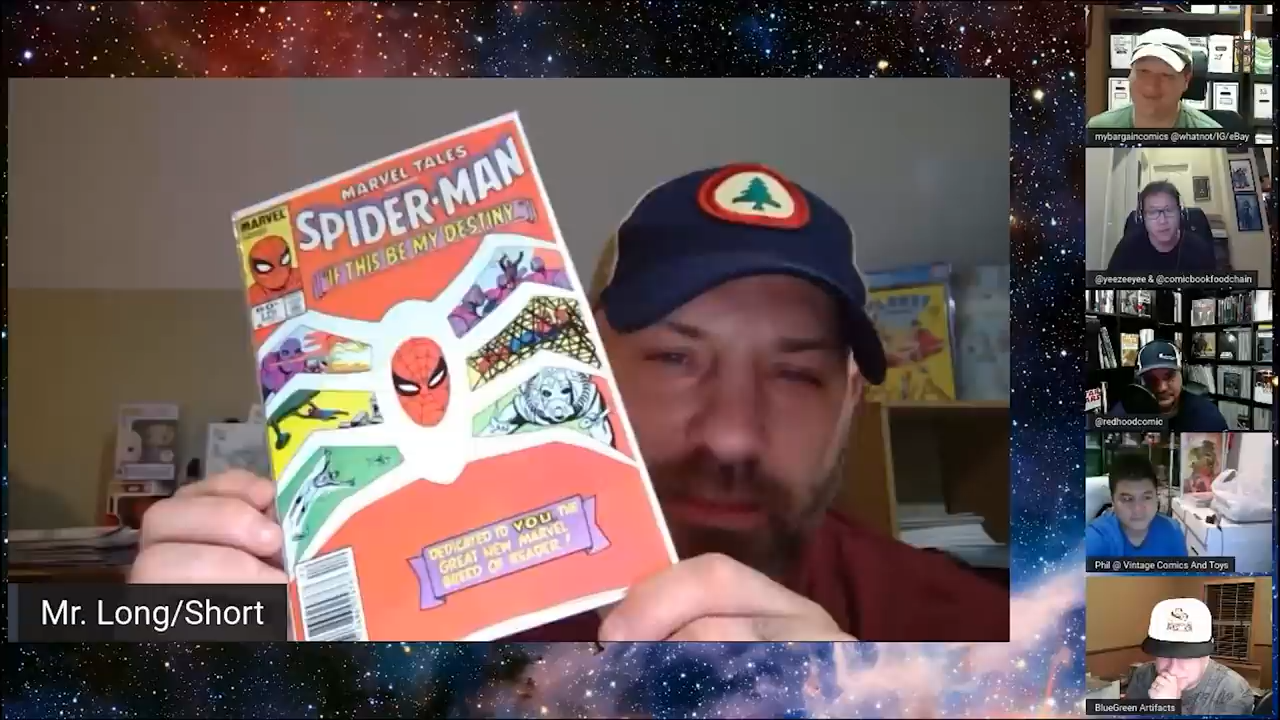 MARVEL TALES
MARVEL
SPIDER-MAN
IF THIS BE MY DESTINY...!
60¢
DEDICATED TO YOU THE
GREAT NEW MARVEL
BREED OF READER!
Mr. Long/Short
mybargaincomics @whatnot/IG/eBay
@yeezeeyee & @comicbookfoodchain
@redhoodcomic
Phil @ Vintage Comics And Toys
BlueGreen Artifacts